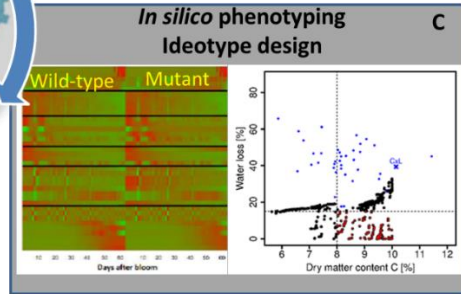 In silico phenotyping
Ideotype design
C
Wild-type Mutant
Days after bloom
Water loss [%]
80
60
40
20
0
CoL
6 7 8 9 10 11 12
Dry matter content C [%]